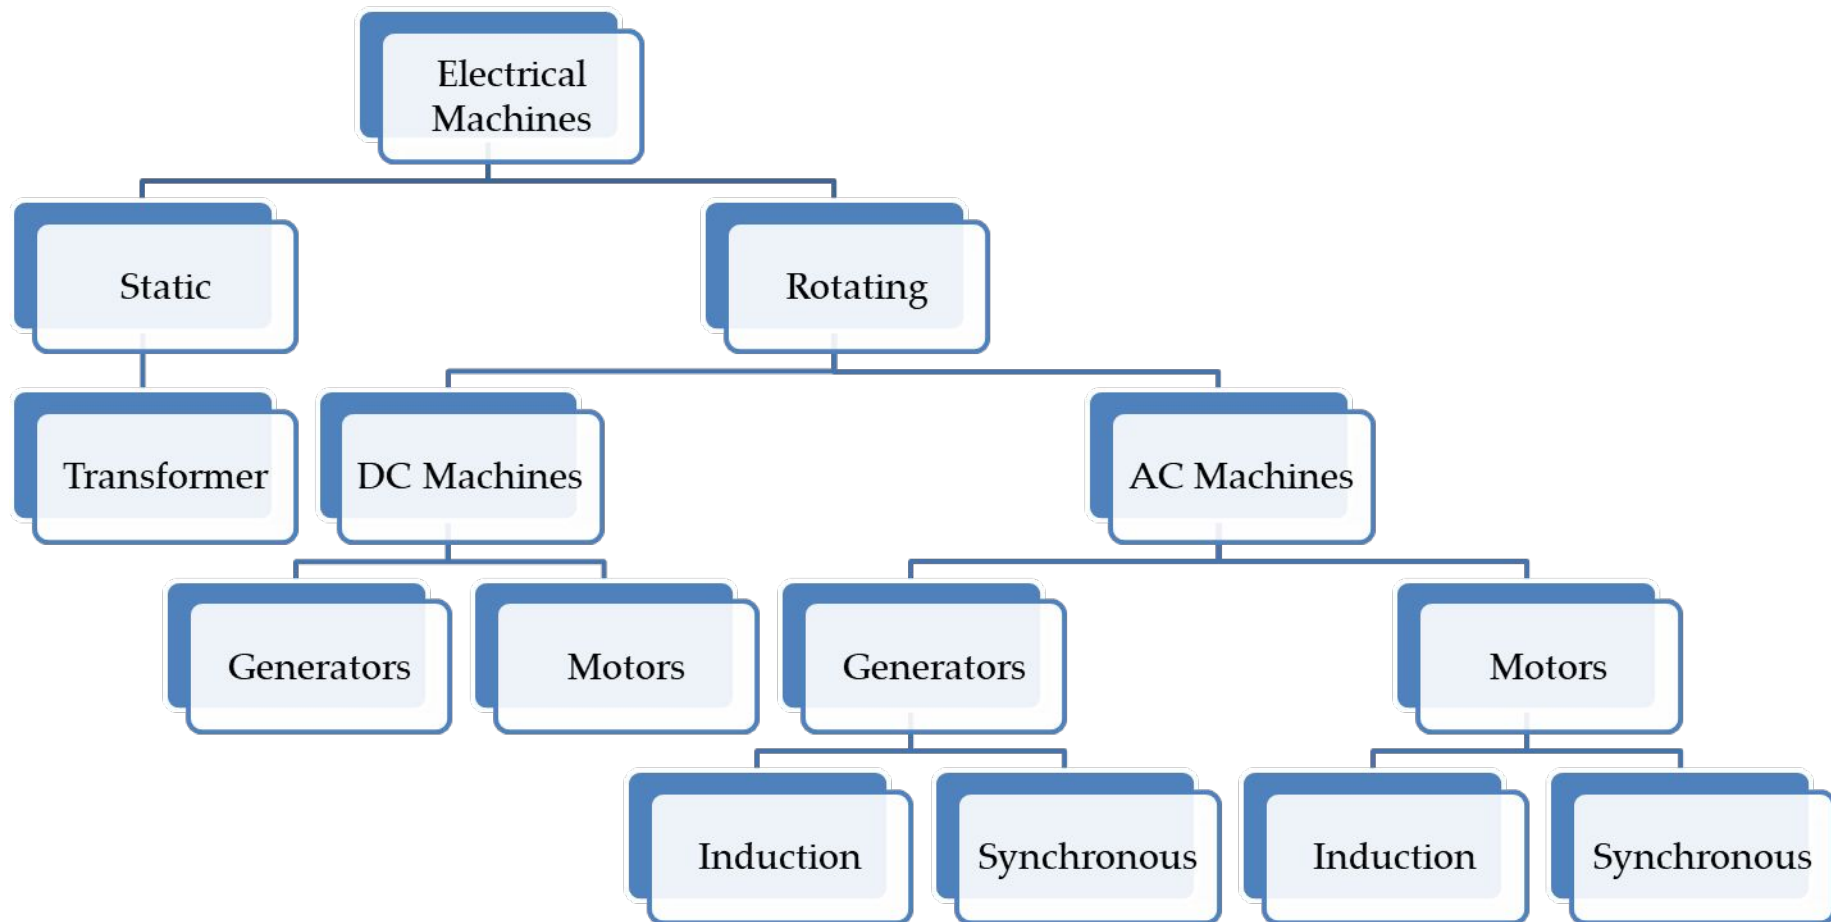 Electrical
Machines
Static
Rotating
Transformer
DC Machines
AC Machines
Generators
Motors
Generators
Motors
Induction
Synchronous
Induction
Synchronous